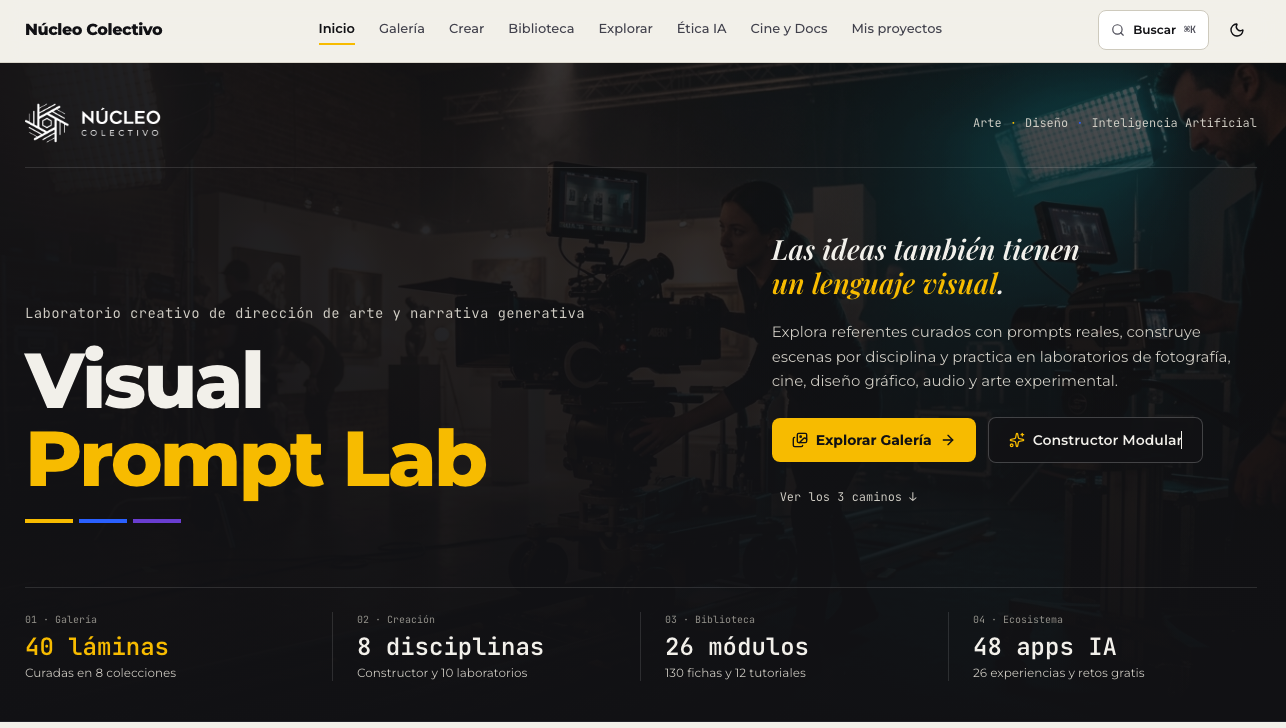 Núcleo Colectivo
Inicio
Galería
Crear
Biblioteca
Explorar
Ética IA
Cine y Docs
Mis proyectos
Buscar ⌘K
NÚCLEO
COLECTIVO
Arte · Diseño · Inteligencia Artificial
Laboratorio creativo de dirección de arte y narrativa generativa
Visual
Prompt Lab
Las ideas también tienen
un lenguaje visual.
Explora referentes curados con prompts reales, construye
escenas por disciplina y practica en laboratorios de fotografía,
cine, diseño gráfico, audio y arte experimental.
Explorar Galería →
Constructor Modular
Ver los 3 caminos ↓
01 · Galería
40 láminas
Curadas en 8 colecciones
02 · Creación
8 disciplinas
Constructor y 10 laboratorios
03 · Biblioteca
26 módulos
130 fichas y 12 tutoriales
04 · Ecosistema
48 apps IA
26 experiencias y retos gratis